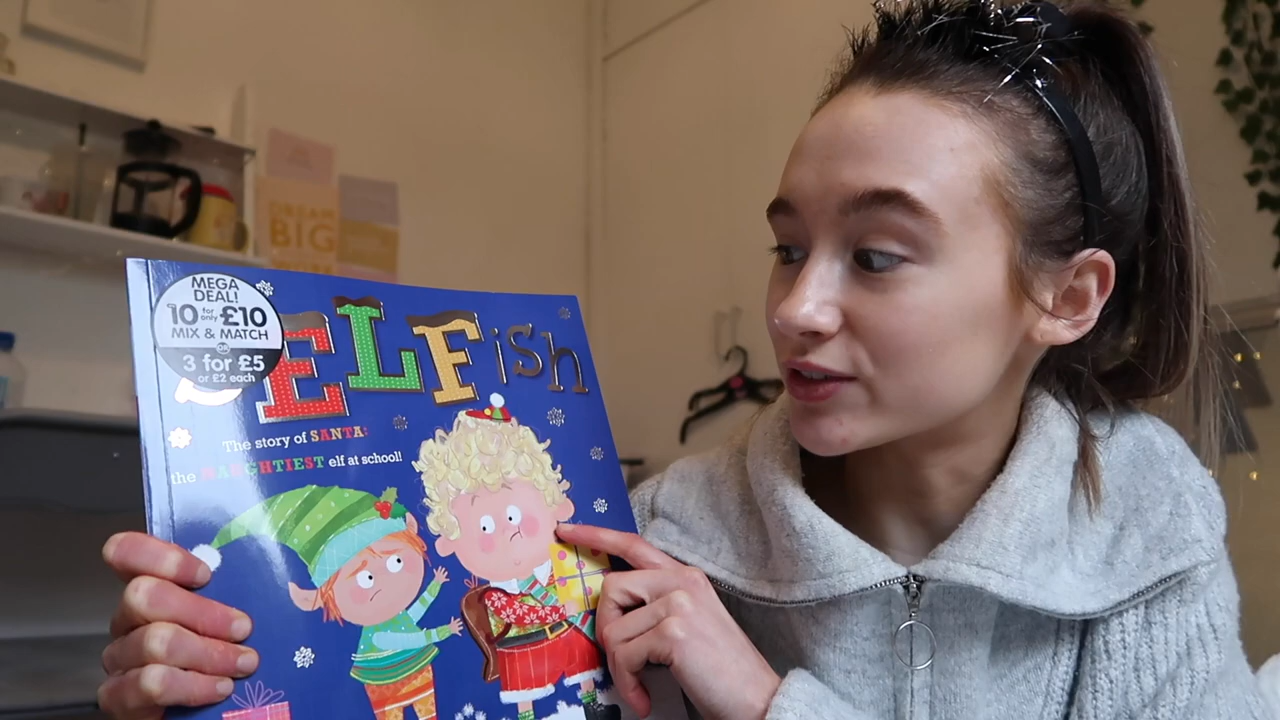 DREAM
BIG
MEGA
DEAL!
10 for only £10
MIX & MATCH
OR
3 for £5
or £2 each
ELFish
The story of SANTA:
the NAUGHTIEST elf at school!